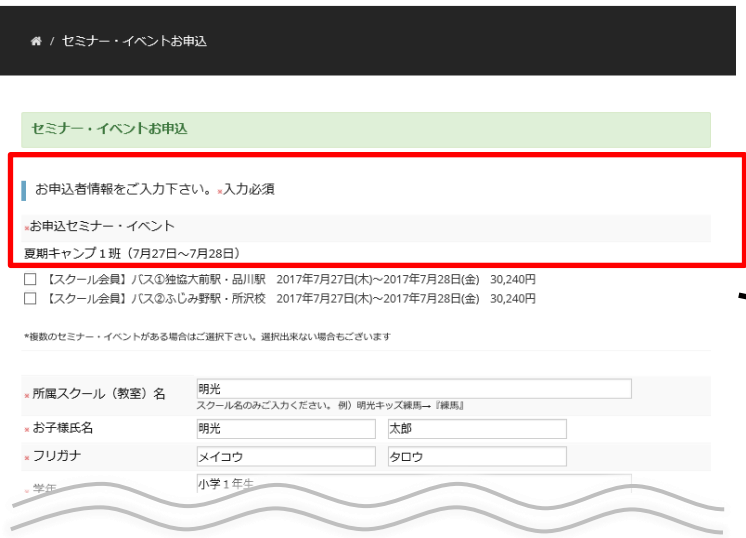 / セミナー・イベントお申込
セミナー・イベントお申込
お申込者情報をご入力下さい。*入力必須
*お申込セミナー・イベント
夏期キャンプ１班（7月27日～7月28日）
【スクール会員】バス①独協大前駅・品川駅 2017年7月27日(木)～2017年7月28日(金) 30,240円
【スクール会員】バス②ふじみ野駅・所沢校 2017年7月27日(木)～2017年7月28日(金) 30,240円
*複数のセミナー・イベントがある場合はご選択下さい。選択出来ない場合もございます
*所属スクール（教室）名 明光
スクール名のみご入力ください。 例）明光キッズ練馬→『練馬』
*お子様氏名 明光 太郎
*フリガナ メイコウ タロウ
*学年 小学１年生